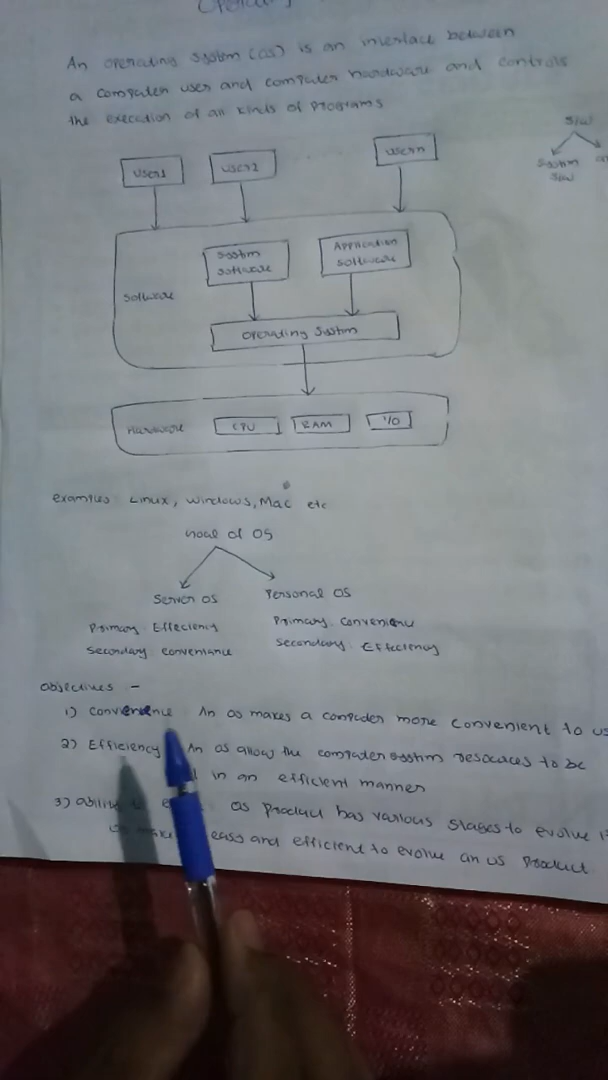 An operating system (OS) is an interface between
a computer user and computer hardware and controls
the execution of all kinds of programs
S/W
System
S/W
User1
User2
Usern
System
Software
Application
Software
Software
Operating System
Hardware
CPU
RAM
I/O
examples Linux, Windows, Mac etc
of OS
Server OS
Personal OS
Primary Effeciency
Primary Convenience
Secondary conveniance
Secondary Effeciency
Objectives -
1) Convenience An OS makes a computer more convenient to
2) Efficiency An OS allow the computer system to be
in an efficient manner
3) OS Product has various stages to evolve
easy and efficient to evolve an OS Product